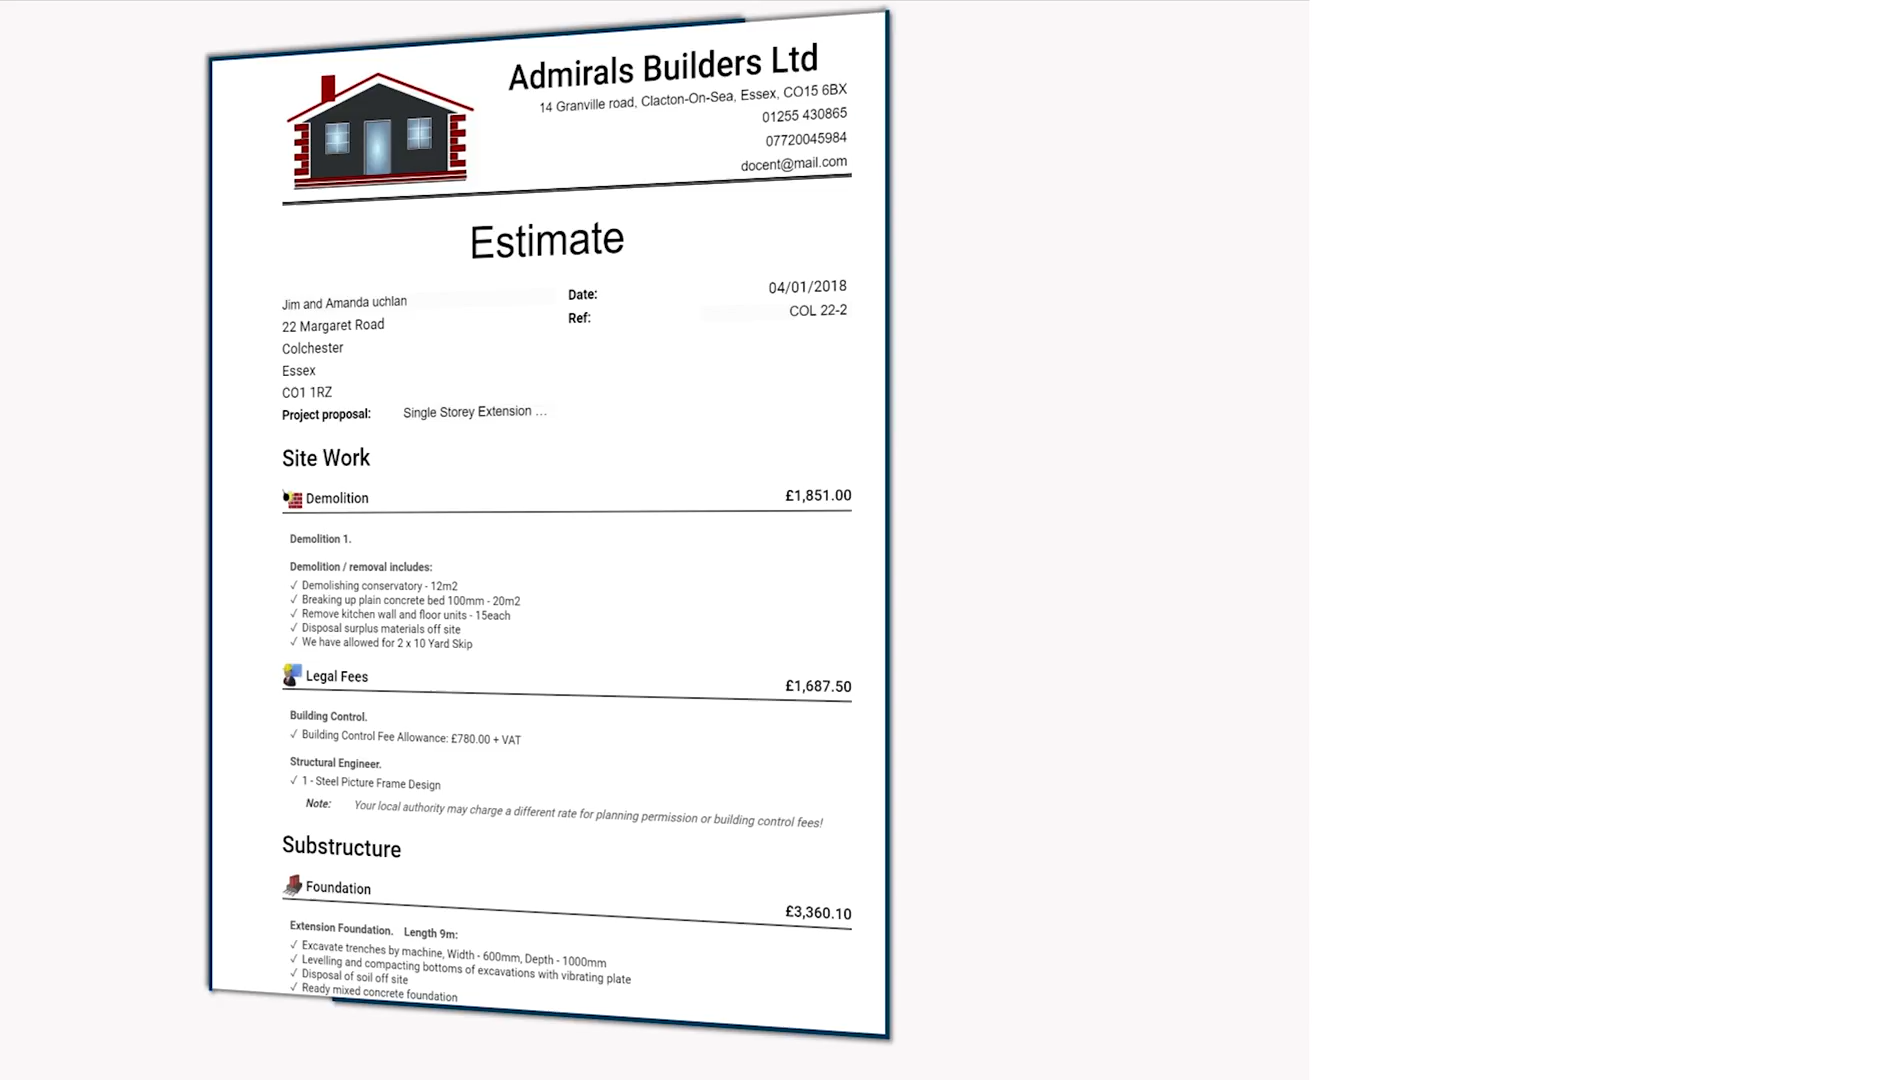 Admirals Builders Ltd
14 Granville road, Clacton-On-Sea, Essex, CO15 6BX
01255 430865
07720045984
docent@mail.com
Estimate
Jim and Amanda uchlan
22 Margaret Road
Colchester
Essex
CO1 1RZ
Date: 04/01/2018
Ref: COL 22-2
Project proposal: Single Storey Extension ...
Site Work
Demolition £1,851.00
Demolition 1.
Demolition / removal includes:
✓ Demolishing conservatory - 12m2
✓ Breaking up plain concrete bed 100mm - 20m2
✓ Remove kitchen wall and floor units - 15each
✓ Disposal surplus materials off site
✓ We have allowed for 2 x 10 Yard Skip
Legal Fees £1,687.50
Building Control.
✓ Building Control Fee Allowance: £780.00 + VAT
Structural Engineer.
✓ 1 - Steel Picture Frame Design
Note: Your local authority may charge a different rate for planning permission or building control fees!
Substructure
Foundation £3,360.10
Extension Foundation. Length 9m:
✓ Excavate trenches by machine, Width - 600mm, Depth - 1000mm
✓ Levelling and compacting bottoms of excavations with vibrating plate
✓ Disposal of soil off site
✓ Ready mixed concrete foundation